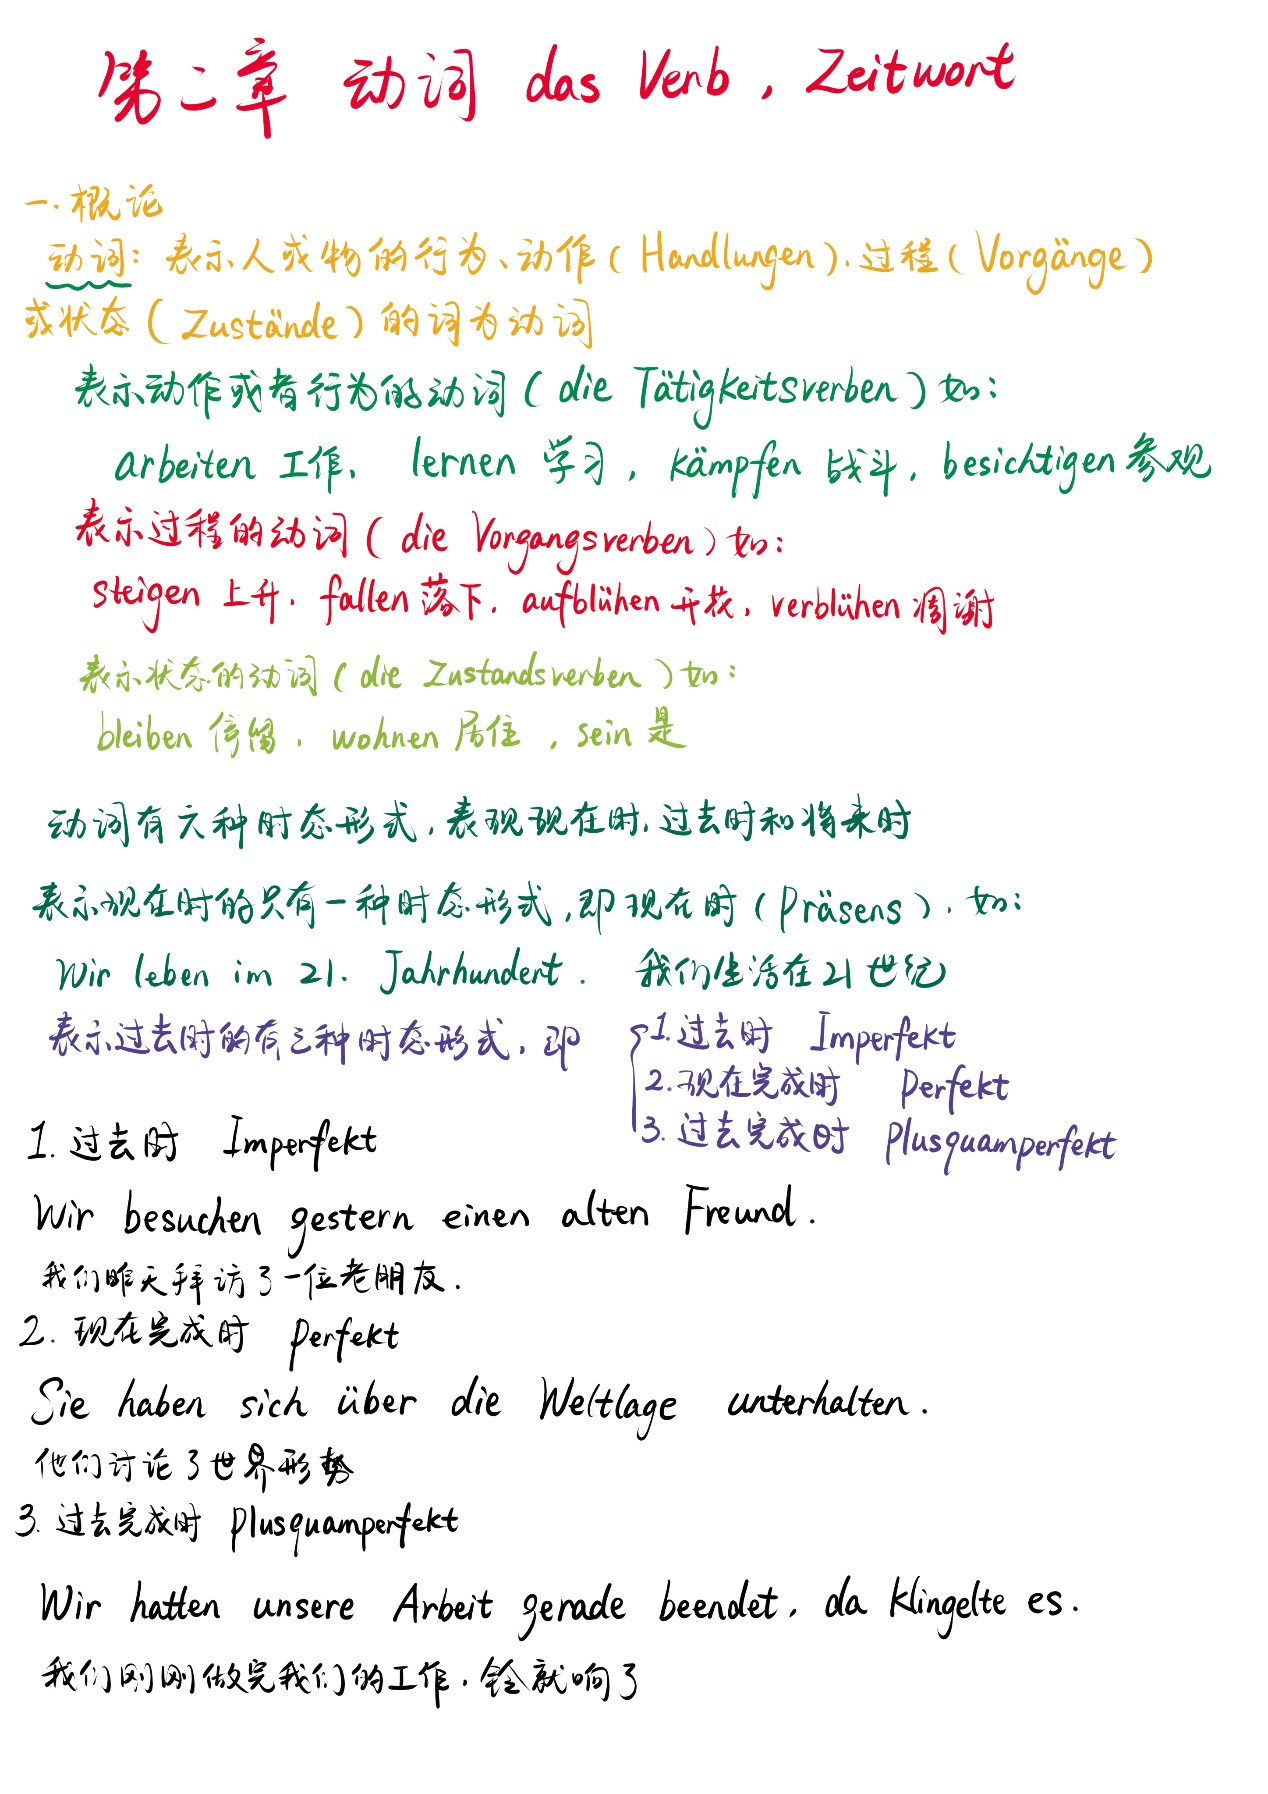 第二章 动词 das Verb , Zeitwort
一. 概论
动词: 表示人或物的行为、动作 ( Handlungen ). 过程 ( Vorgänge )
或状态 ( Zustände ) 的词为动词
表示动作或者行为的动词 ( die Tätigkeitsverben ) 如:
arbeiten 工作, lernen 学习, kämpfen 战斗, besichtigen 参观
表示过程的动词 ( die Vorgangsverben ) 如:
steigen 上升, fallen 落下, aufblühen 开花, verblühen 凋谢
表示状态的动词 ( die Zustandsverben ) 如:
bleiben 停留, wohnen 居住, sein 是
动词有六种时态形式, 表现现在时, 过去时和将来时
表示现在时的只有一种时态形式, 即现在时 ( Präsens ), 如:
Wir leben im 21. Jahrhundert. 我们生活在21世纪
表示过去时的有三种时态形式, 即
1. 过去时 Imperfekt
2. 现在完成时 Perfekt
3. 过去完成时 Plusquamperfekt
1. 过去时 Imperfekt
Wir besuchen gestern einen alten Freund.
我们昨天拜访了一位老朋友.
2. 现在完成时 perfekt
Sie haben sich über die Weltlage unterhalten.
他们讨论了世界形势
3. 过去完成时 Plusquamperfekt
Wir hatten unsere Arbeit gerade beendet, da klingelte es.
我们刚刚做完我们的工作, 铃就响了